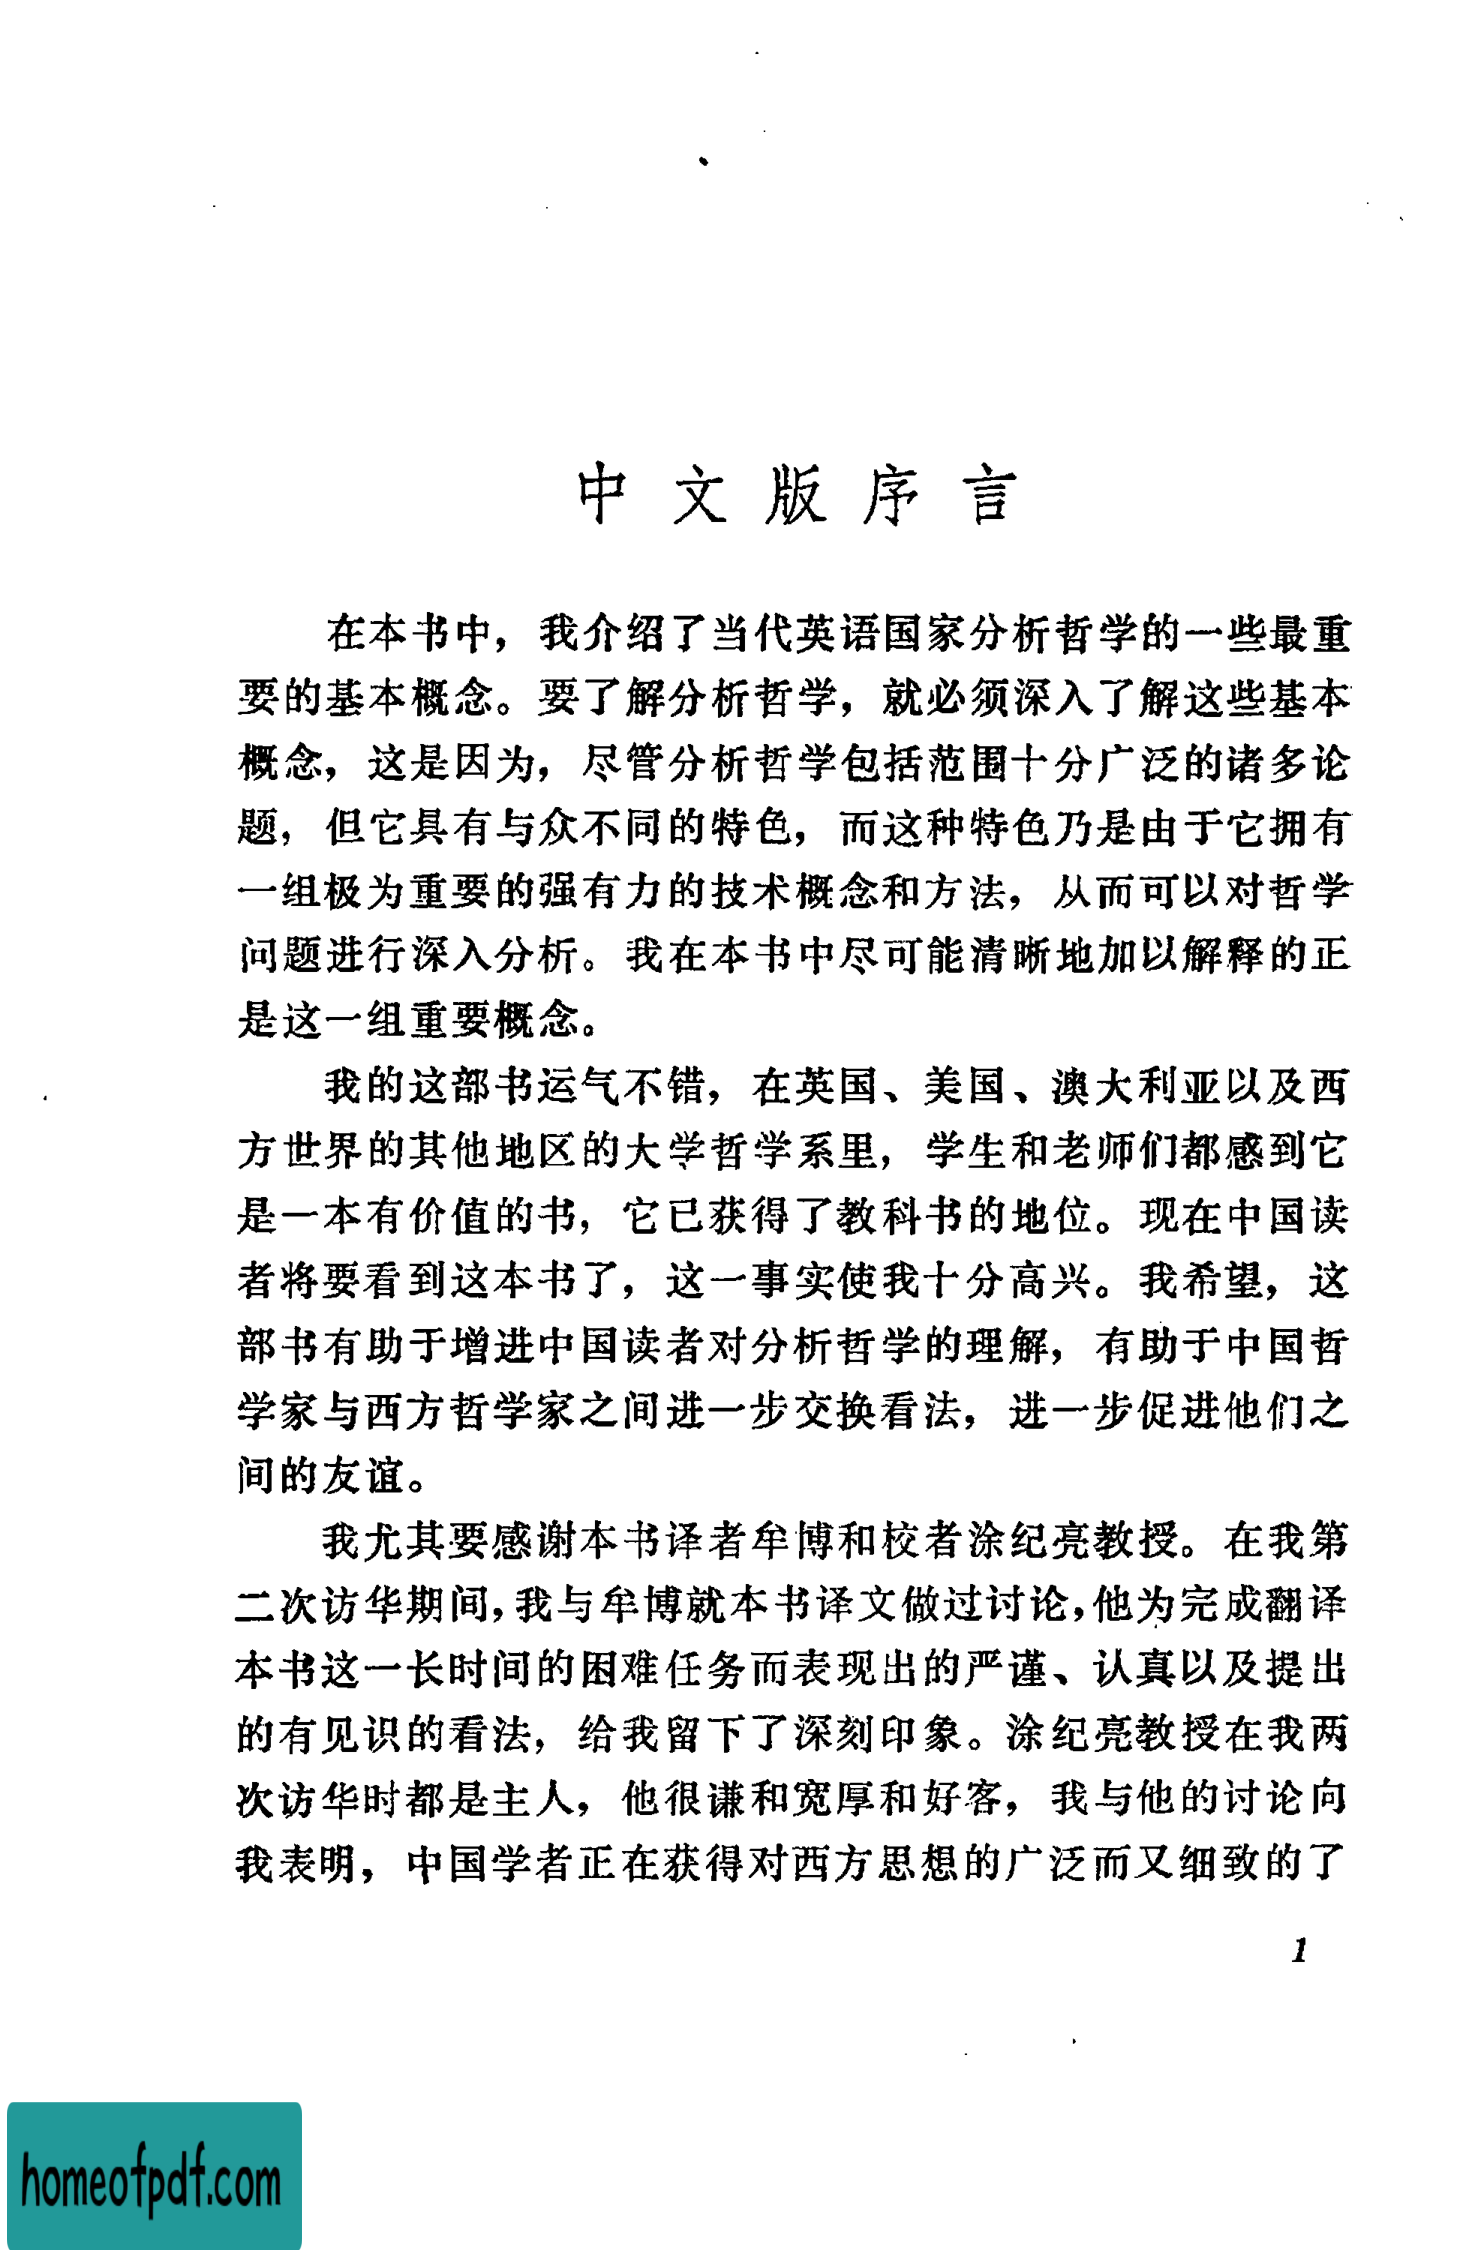 中文版序言
在本书中，我介绍了当代英语国家分析哲学的一些最重
要的基本概念。要了解分析哲学，就必须深入了解这些基本
概念，这是因为，尽管分析哲学包括范围十分广泛的诸多论
题，但它具有与众不同的特色，而这种特色乃是由于它拥有
一组极为重要的强有力的技术概念和方法，从而可以对哲学
问题进行深入分析。我在本书中尽可能清晰地加以解释的正
是这一组重要概念。
我的这部书运气不错，在英国、美国、澳大利亚以及西
方世界的其他地区的大学哲学系里，学生和老师们都感到它
是一本有价值的书，它已获得了教科书的地位。现在中国读
者将要看到这本书了，这一事实使我十分高兴。我希望，这
部书有助于增进中国读者对分析哲学的理解，有助于中国哲
学家与西方哲学家之间进一步交换看法，进一步促进他们之
间的友谊。
我尤其要感谢本书译者牟博和校者涂纪亮教授。在我第
二次访华期间，我与牟博就本书译文做过讨论，他为完成翻译
本书这一长时间的困难任务而表现出的严谨、认真以及提出
的有见识的看法，给我留下了深刻印象。涂纪亮教授在我两
次访华时都是主人，他很谦和宽厚和好客，我与他的讨论向
我表明，中国学者正在获得对西方思想的广泛而又细致的了
1
homeofpdf.com